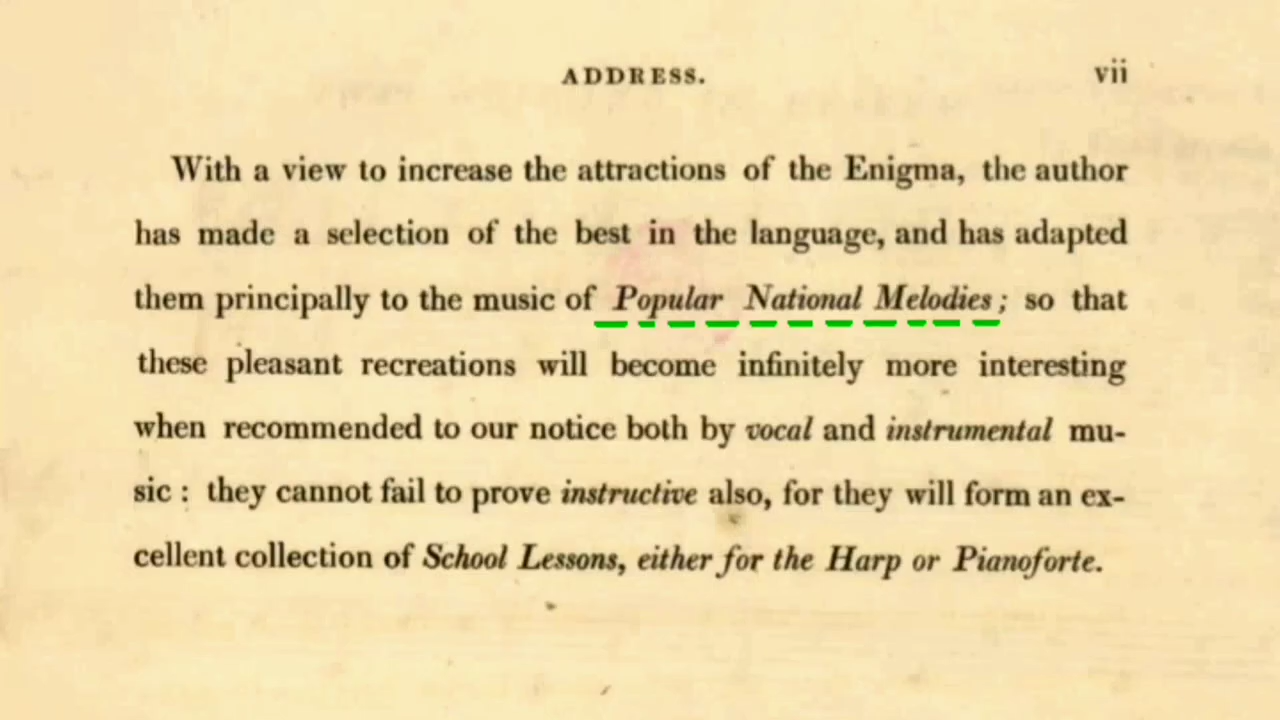 ADDRESS. vii
With a view to increase the attractions of the Enigma, the author
has made a selection of the best in the language, and has adapted
them principally to the music of Popular National Melodies; so that
these pleasant recreations will become infinitely more interesting
when recommended to our notice both by vocal and instrumental mu-
sic : they cannot fail to prove instructive also, for they will form an ex-
cellent collection of School Lessons, either for the Harp or Pianoforte.